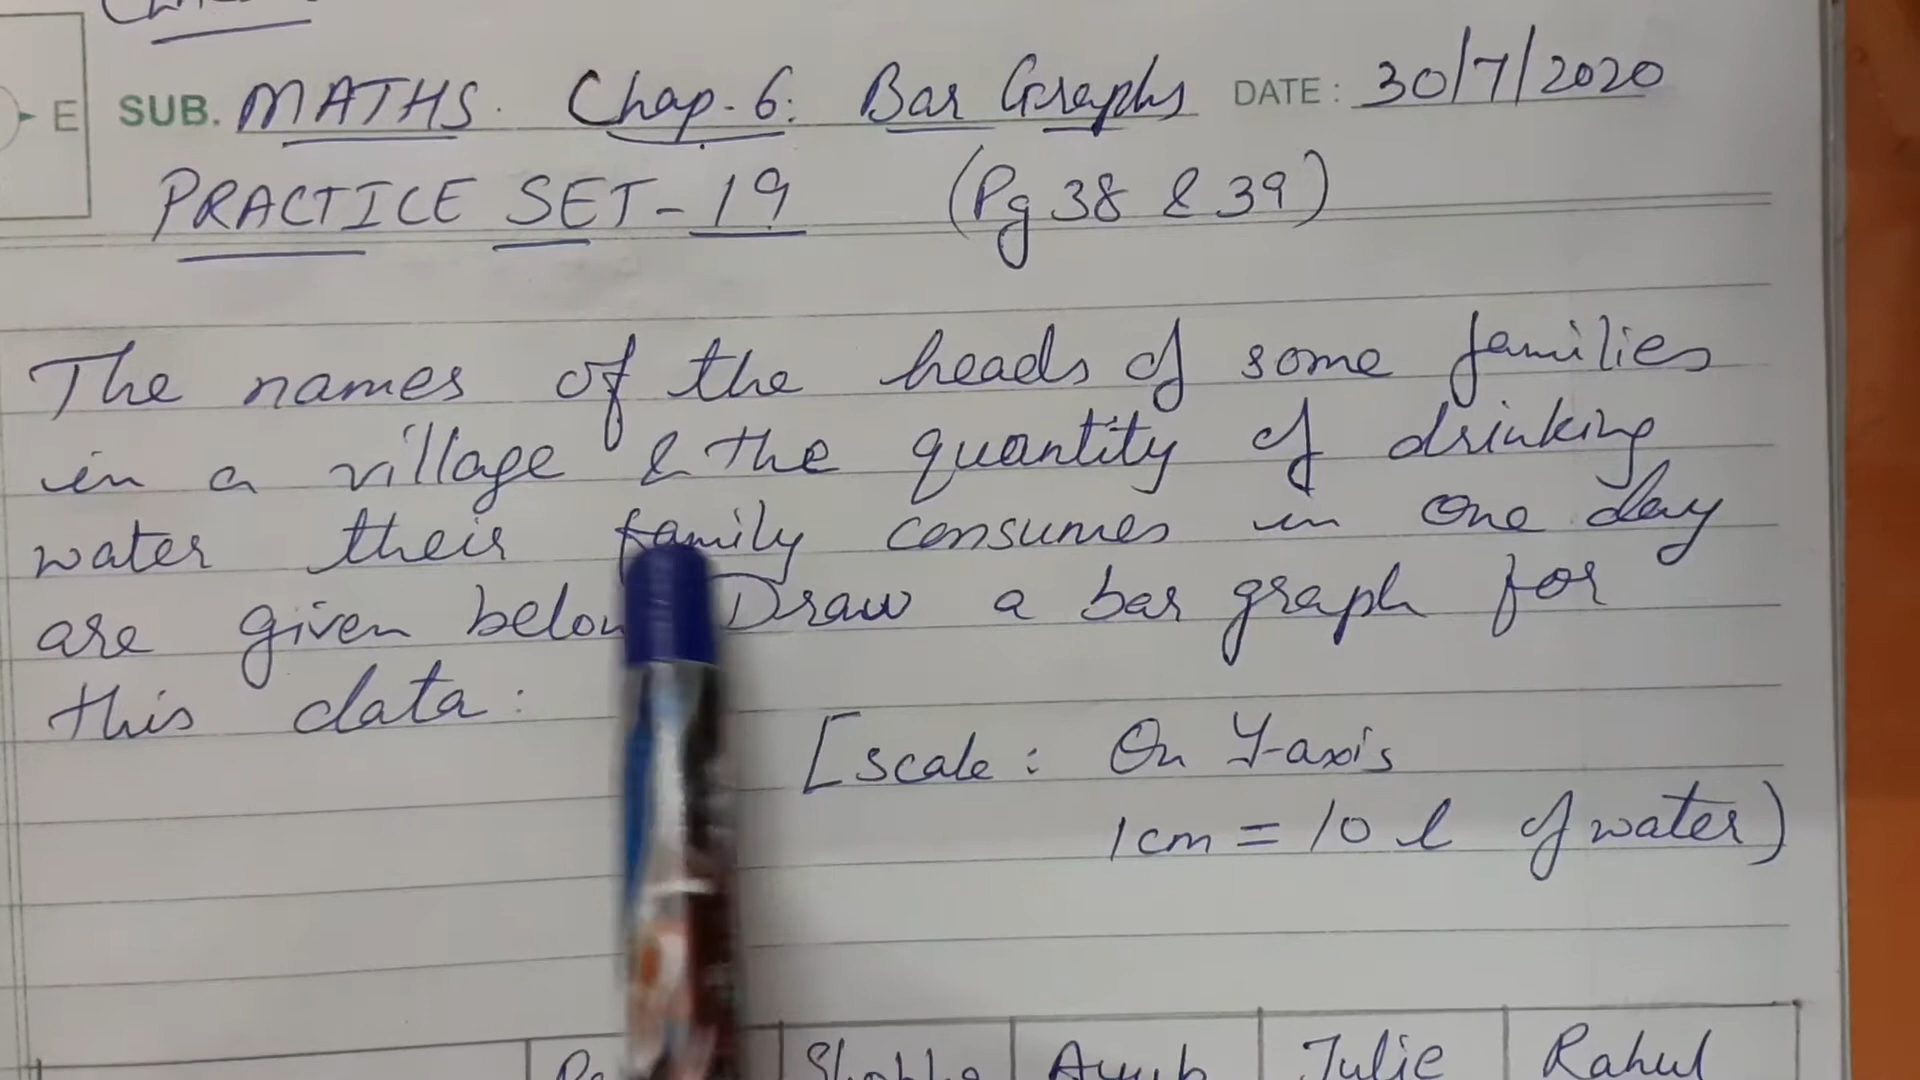 E SUB. MATHS. Chap. 6: Bar Graphs DATE: 30/7/2020
PRACTICE SET-19 (Pg 38 & 39)
The names of the heads of some families
in a village & the quantity of drinking
water their family consumes in one day
are given below Draw a bar graph for
this data:
[scale: On Y-axis
1cm = 10 l of water)
Ayub Julie Rahul